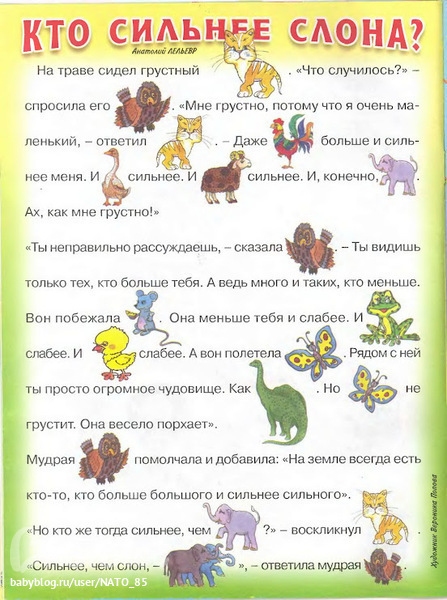 КТО СИЛЬНЕЕ СЛОНА?
Анатолий ЛЕЛЬЕВР
На траве сидел грустный . «Что случилось?» –
спросила его . «Мне грустно, потому что я очень ма-
ленький, – ответил . – Даже больше и силь-
нее меня. И сильнее. И сильнее. И, конечно, .
Ах, как мне грустно!»
«Ты неправильно рассуждаешь, – сказала . – Ты видишь
только тех, кто больше тебя. А ведь много и таких, кто меньше.
Вон побежала . Она меньше тебя и слабее. И
слабее. И слабее. А вон полетела . Рядом с ней
ты просто огромное чудовище. Как . Но не
грустит. Она весело порхает».
Мудрая помолчала и добавила: «На земле всегда есть
кто-то, кто больше большого и сильнее сильного».
«Но кто же тогда сильнее, чем ?» – воскликнул .
«Сильнее, чем слон, – », – ответила мудрая .
Художник Вероника Попова
babyblog.ru/user/NATO_85